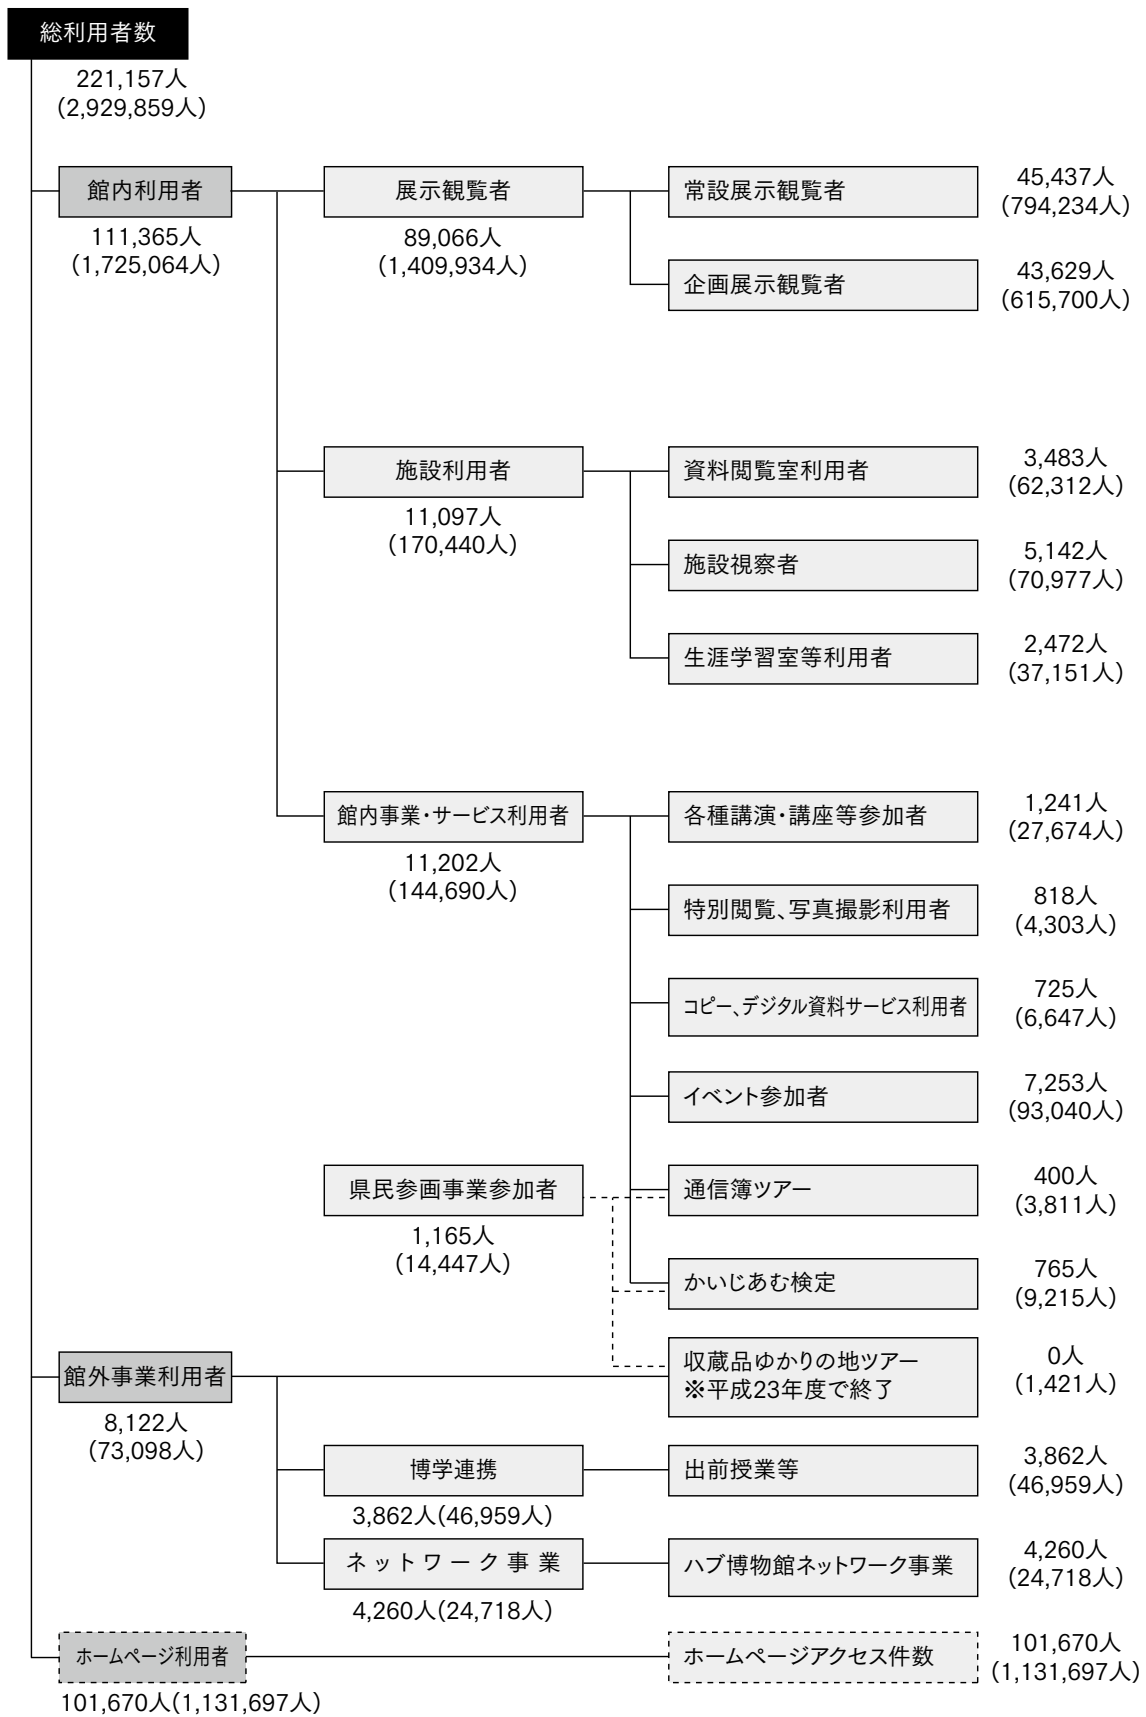 総利用者数
221,157人
(2,929,859人)
館内利用者
111,365人
(1,725,064人)
展示観覧者
89,066人
(1,409,934人)
常設展示観覧者
45,437人
(794,234人)
企画展示観覧者
43,629人
(615,700人)
施設利用者
11,097人
(170,440人)
資料閲覧室利用者
3,483人
(62,312人)
施設視察者
5,142人
(70,977人)
生涯学習室等利用者
2,472人
(37,151人)
館内事業・サービス利用者
11,202人
(144,690人)
各種講演・講座等参加者
1,241人
(27,674人)
特別閲覧、写真撮影利用者
818人
(4,303人)
コピー、デジタル資料サービス利用者
725人
(6,647人)
イベント参加者
7,253人
(93,040人)
県民参画事業参加者
1,165人
(14,447人)
通信簿ツアー
400人
(3,811人)
かいじあむ検定
765人
(9,215人)
館外事業利用者
8,122人
(73,098人)
収蔵品ゆかりの地ツアー
※平成23年度で終了
0人
(1,421人)
博学連携
3,862人(46,959人)
出前授業等
3,862人
(46,959人)
ネットワーク事業
4,260人(24,718人)
ハブ博物館ネットワーク事業
4,260人
(24,718人)
ホームページ利用者
101,670人(1,131,697人)
ホームページアクセス件数
101,670人
(1,131,697人)